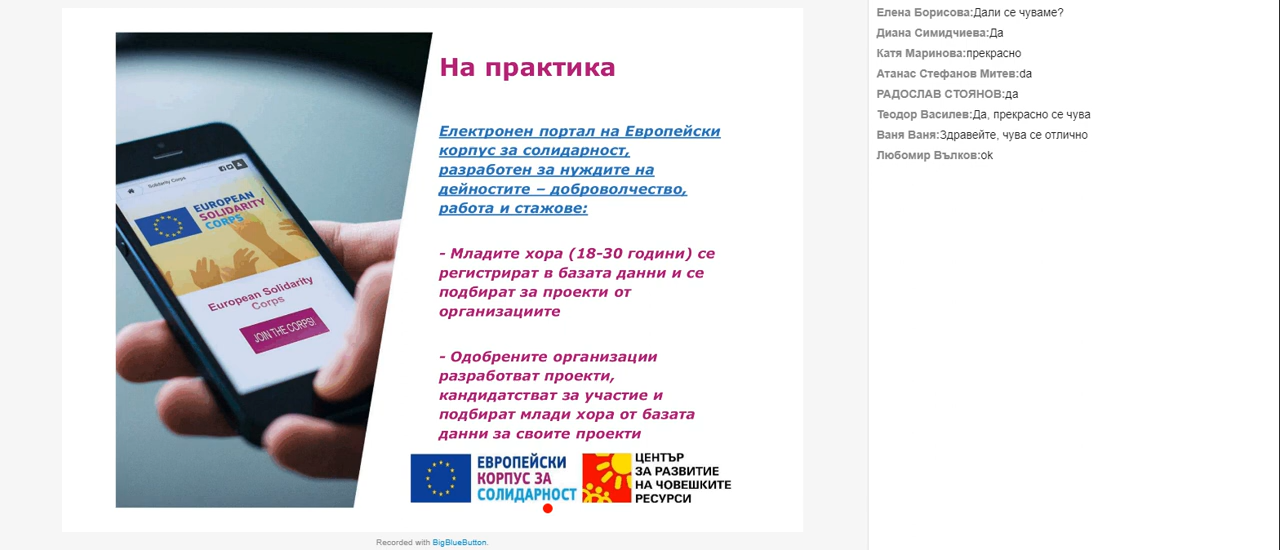 На практика
Електронен портал на Европейски
корпус за солидарност,
разработен за нуждите на
дейностите – доброволчество,
работа и стажове:
- Младите хора (18-30 години) се
регистрират в базата данни и се
подбират за проекти от
организациите
- Одобрените организации
разработват проекти,
кандидатстват за участие и
подбират млади хора от базата
данни за своите проекти
Solidarity Corps
EUROPEAN
SOLIDARITY
CORPS
European Solidarity
Corps
JOIN THE CORPS!
ЕВРОПЕЙСКИ
КОРПУС ЗА
СОЛИДАРНОСТ
ЦЕНТЪР
ЗА РАЗВИТИЕ
НА ЧОВЕШКИТЕ
РЕСУРСИ
Recorded with BigBlueButton.
Елена Борисова:Дали се чуваме?
Диана Симидчиева:Да
Катя Маринова:прекрасно
Атанас Стефанов Митев:da
РАДОСЛАВ СТОЯНОВ:да
Теодор Василев:Да, прекрасно се чува
Ваня Ваня:Здравейте, чува се отлично
Любомир Вълков:ok